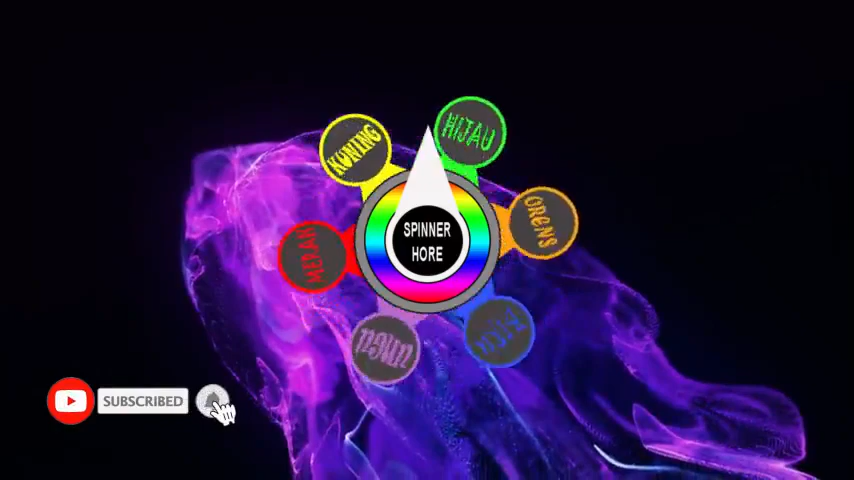 KUNING
HIJAU
ORENS
MERAH
SPINNER
HORE
UNGU
BIRU
SUBSCRIBED